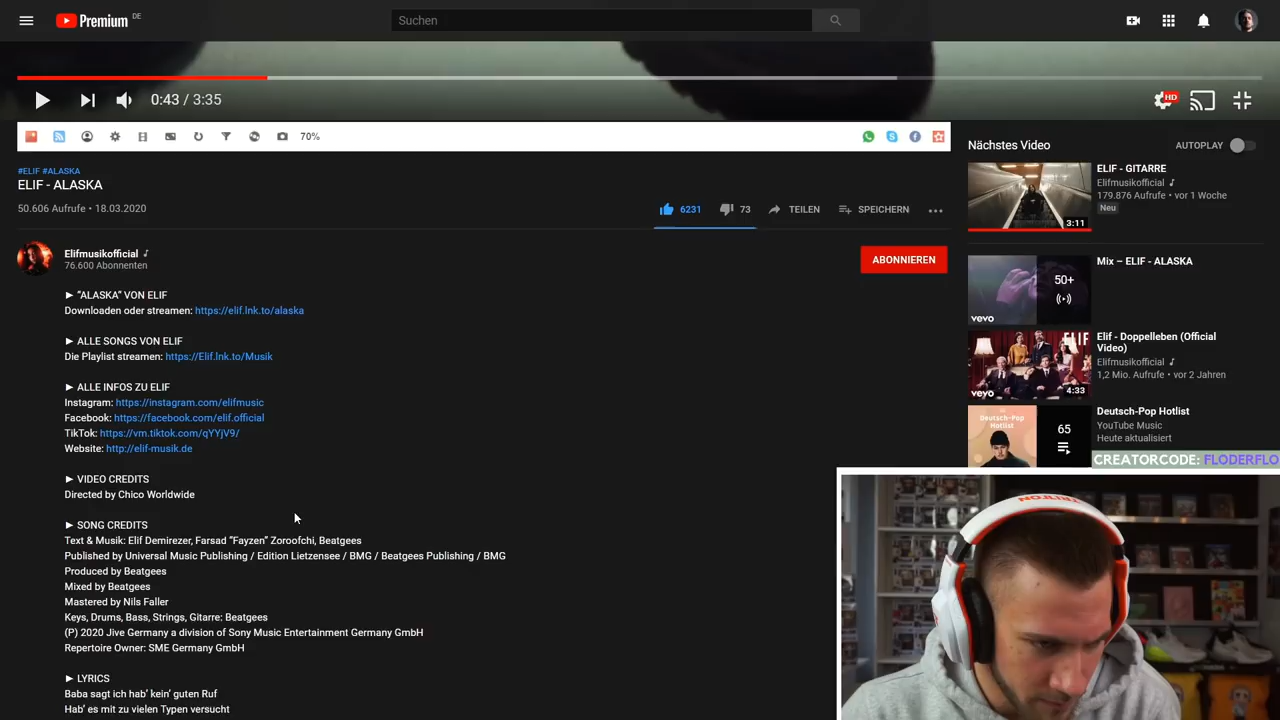 Premium DE
Suchen
0:43 / 3:35
HD
70%
#ELIF #ALASKA
ELIF - ALASKA
50.606 Aufrufe • 18.03.2020
6231
73
TEILEN
SPEICHERN
Elifmusikofficial
76.600 Abonnenten
ABONNIEREN
► "ALASKA" VON ELIF
Downloaden oder streamen: https://elif.lnk.to/alaska
► ALLE SONGS VON ELIF
Die Playlist streamen: https://Elif.lnk.to/Musik
► ALLE INFOS ZU ELIF
Instagram: https://instagram.com/elifmusic
Facebook: https://facebook.com/elif.official
TikTok: https://vm.tiktok.com/qYYjV9/
Website: http://elif-musik.de
► VIDEO CREDITS
Directed by Chico Worldwide
► SONG CREDITS
Text & Musik: Elif Demirezer, Farsad "Fayzen" Zoroofchi, Beatgees
Published by Universal Music Publishing / Edition Lietzensee / BMG / Beatgees Publishing / BMG
Produced by Beatgees
Mixed by Beatgees
Mastered by Nils Faller
Keys, Drums, Bass, Strings, Gitarre: Beatgees
(P) 2020 Jive Germany a division of Sony Music Entertainment Germany GmbH
Repertoire Owner: SME Germany GmbH
► LYRICS
Baba sagt ich hab' kein' guten Ruf
Hab' es mit zu vielen Typen versucht
Nächstes Video
AUTOPLAY
ELIF - GITARRE
Elifmusikofficial
179.876 Aufrufe • vor 1 Woche
Neu
3:11
Mix – ELIF - ALASKA
50+
vevo
Elif - Doppelleben (Official
Video)
Elifmusikofficial
1,2 Mio. Aufrufe • vor 2 Jahren
ELIF
vevo
4:33
Deutsch-Pop Hotlist
YouTube Music
Heute aktualisiert
Deutsch-Pop
Hotlist
65
CREATORCODE: FLODERFLO
TRITON